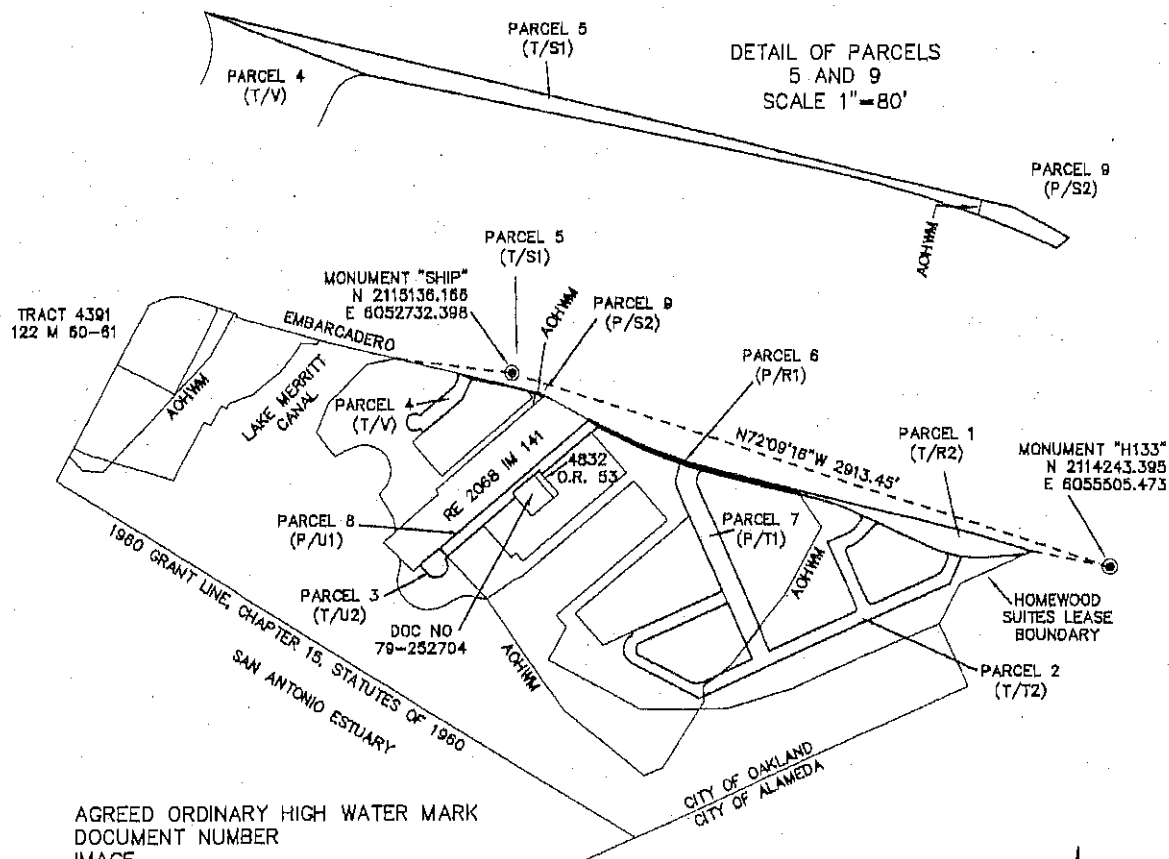 PARCEL 5
(T/S1)
DETAIL OF PARCELS
5 AND 9
SCALE 1"=80'
PARCEL 4
(T/V)
PARCEL 9
(P/S2)
AOHWM
PARCEL 5
(T/S1)
MONUMENT "SHIP"
N 2115136.166
E 6052732.398
AOHWM
PARCEL 9
(P/S2)
TRACT 4391
122 M 60-61
EMBARCADERO
PARCEL 6
(P/R1)
AOHWM
LAKE MERRITT
CANAL
PARCEL 4
(T/V)
N72°09'16"W 2913.45'
PARCEL 1
(T/R2)
MONUMENT "H133"
N 2114243.395
E 6055505.473
RE 2068 IM 141
4832
O.R. 53
PARCEL 8
(P/U1)
PARCEL 7
(P/T1)
AOHWM
PARCEL 3
(T/U2)
DOC NO
79-252704
HOMEWOOD
SUITES LEASE
BOUNDARY
AOHWM
PARCEL 2
(T/T2)
1960 GRANT LINE, CHAPTER 15, STATUTES OF 1960
SAN ANTONIO ESTUARY
CITY OF OAKLAND
CITY OF ALAMEDA
AGREED ORDINARY HIGH WATER MARK
DOCUMENT NUMBER
IMAGE